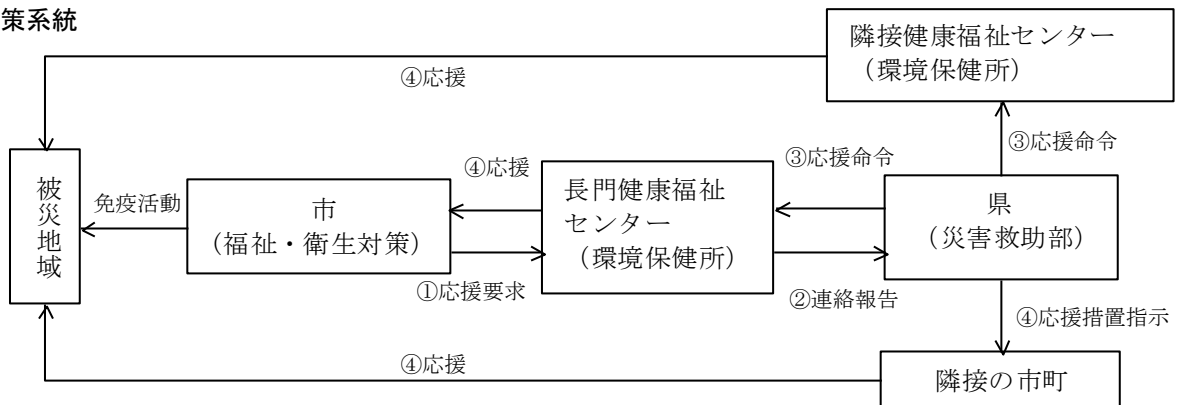 策系統
隣接健康福祉センター
（環境保健所）
④応援
③応援命令
被災地域
免疫活動
市
（福祉・衛生対策）
④応援
①応援要求
長門健康福祉
センター
（環境保健所）
③応援命令
②連絡報告
県
（災害救助部）
④応援措置指示
④応援
隣接の市町